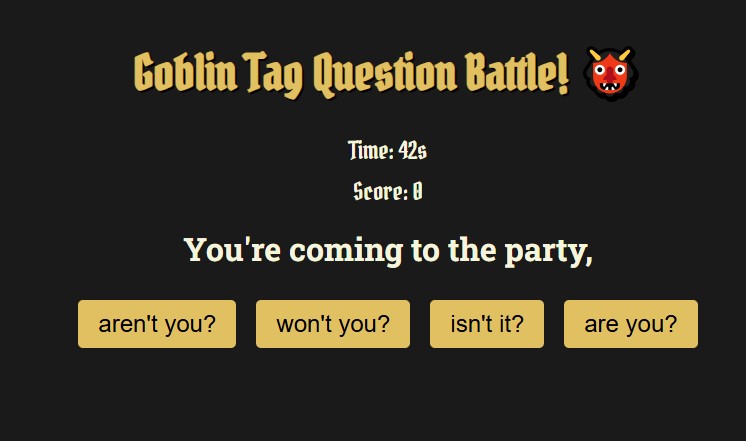 Goblin Tag Question Battle!
Time: 42s
Score: 0
You're coming to the party,
aren't you? won't you? isn't it? are you?